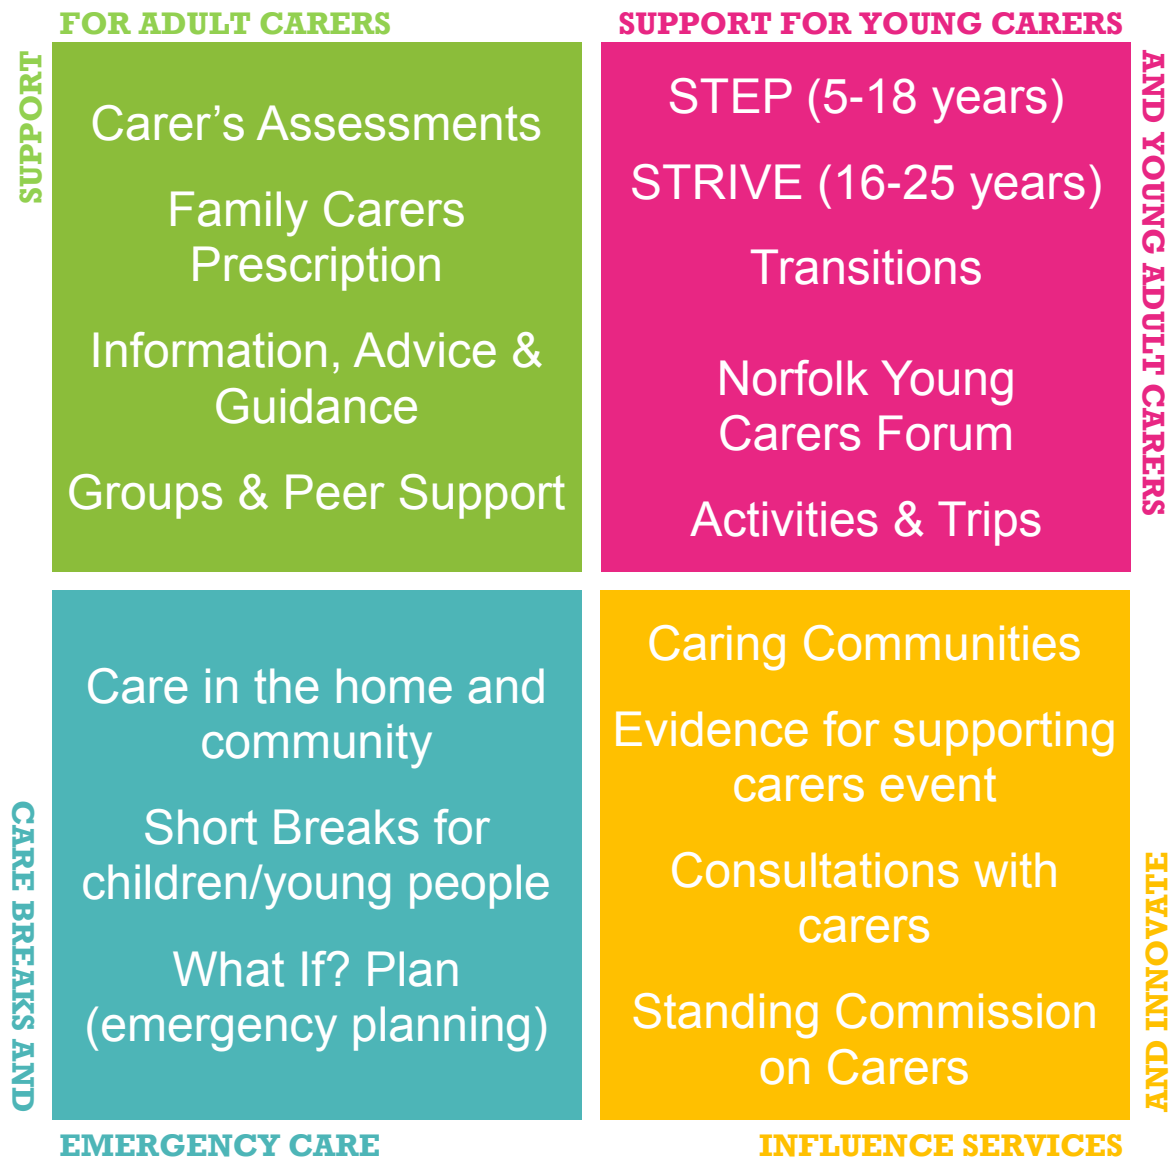 SUPPORT
FOR ADULT CARERS
Carer’s Assessments
Family Carers
Prescription
Information, Advice &
Guidance
Groups & Peer Support
SUPPORT FOR YOUNG CARERS
AND YOUNG ADULT CARERS
STEP (5-18 years)
STRIVE (16-25 years)
Transitions
Norfolk Young
Carers Forum
Activities & Trips
CARE BREAKS AND
EMERGENCY CARE
Care in the home and
community
Short Breaks for
children/young people
What If? Plan
(emergency planning)
Caring Communities
Evidence for supporting
carers event
Consultations with
carers
Standing Commission
on Carers
INFLUENCE SERVICES
AND INNOVATE